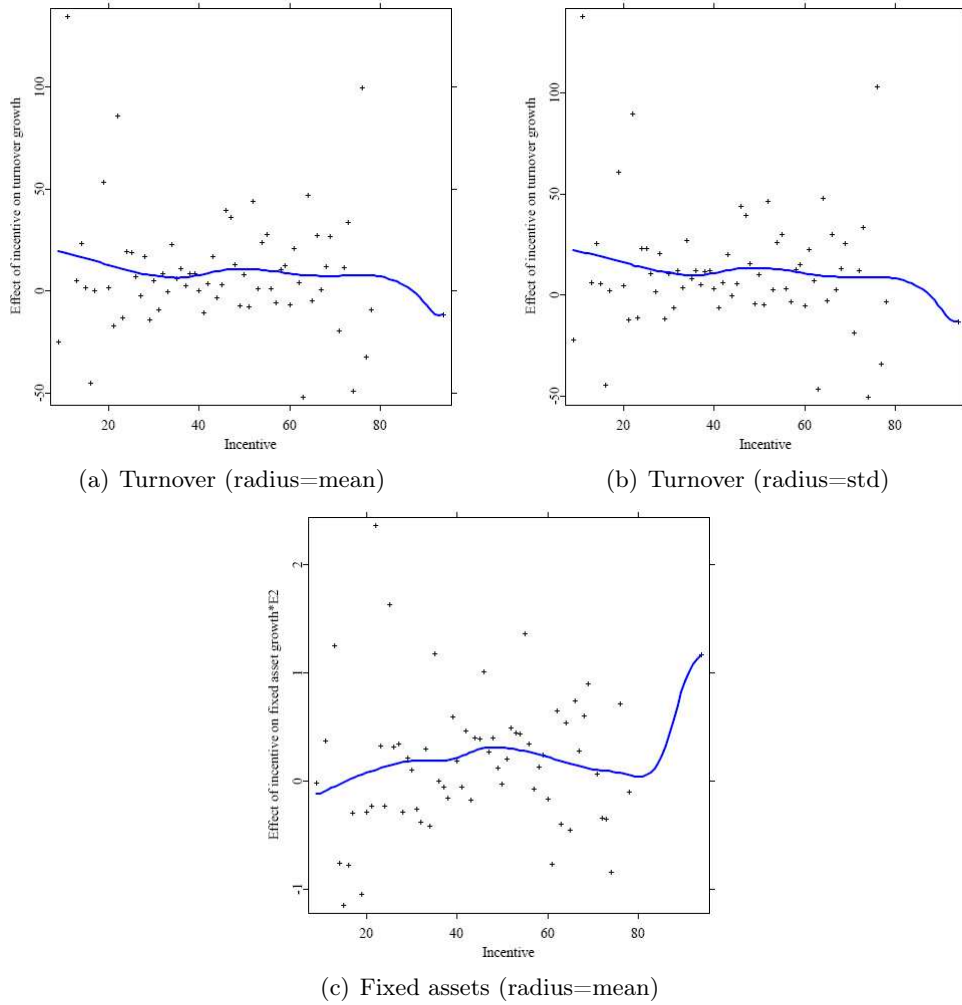 Effect of incentive on turnover growth
100
50
0
-50
20 40 60 80
Incentive
(a) Turnover (radius=mean)
Effect of incentive on turnover growth
100
50
0
-50
20 40 60 80
Incentive
(b) Turnover (radius=std)
Effect of incentive on fixed asset growth*E2
2
1
0
-1
20 40 60 80
Incentive
(c) Fixed assets (radius=mean)